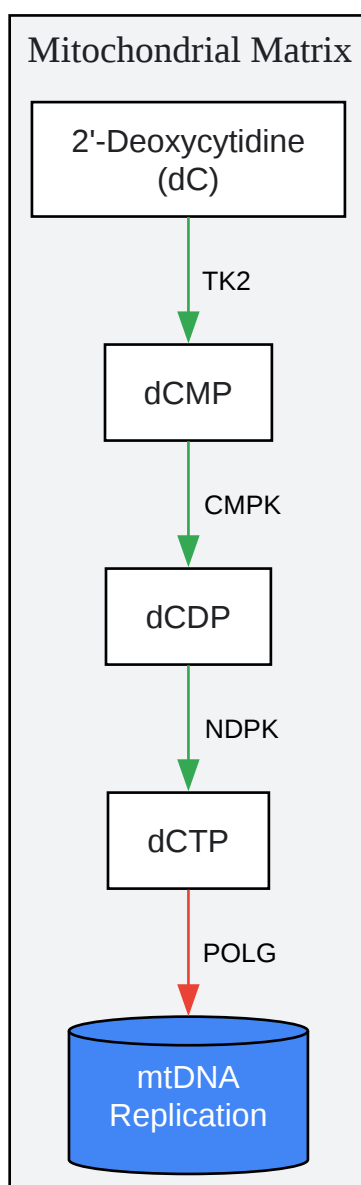 Mitochondrial Matrix
2'-Deoxycytidine
(dC)
TK2
dCMP
CMPK
dCDP
NDPK
dCTP
POLG
mtDNA
Replication